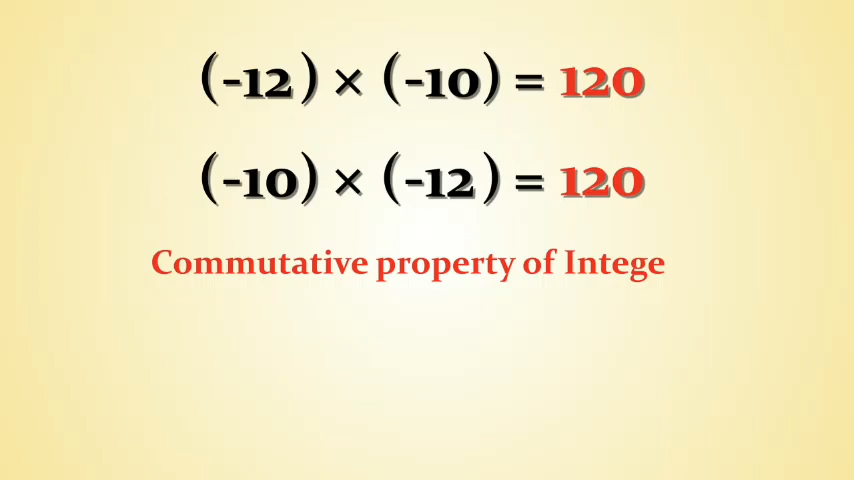 (-12) × (-10) = 120
(-10) × (-12) = 120
Commutative property of Intege